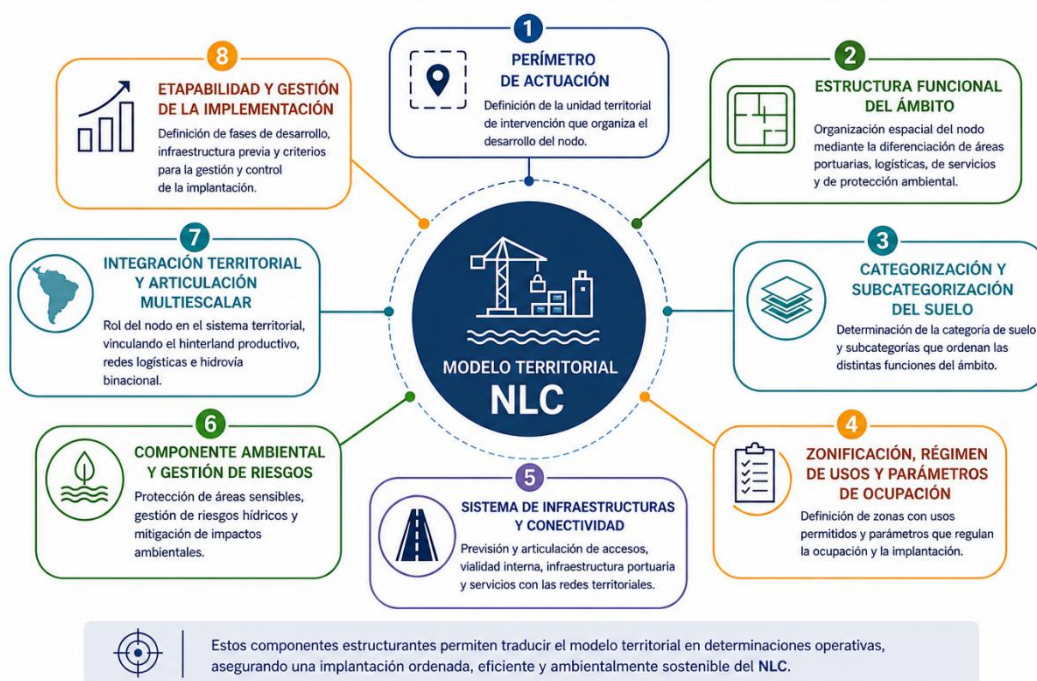 1
PERÍMETRO
DE ACTUACIÓN
Definición de la unidad territorial
de intervención que organiza el
desarrollo del nodo.
2
ESTRUCTURA FUNCIONAL
DEL ÁMBITO
Organización espacial del nodo
mediante la diferenciación de áreas
portuarias, logísticas, de servicios
y de protección ambiental.
3
CATEGORIZACIÓN Y
SUBCATEGORIZACIÓN
DEL SUELO
Determinación de la categoría de suelo
y subcategorías que ordenan las
distintas funciones del ámbito.
4
ZONIFICACIÓN, RÉGIMEN
DE USOS Y PARÁMETROS
DE OCUPACIÓN
Definición de zonas con usos
permitidos y parámetros que regulan
la ocupación y la implantación.
5
SISTEMA DE INFRAESTRUCTURAS
Y CONECTIVIDAD
Previsión y articulación de accesos,
vialidad interna, infraestructura portuaria
y servicios con las redes territoriales.
6
COMPONENTE AMBIENTAL
Y GESTIÓN DE RIESGOS
Protección de áreas sensibles,
gestión de riesgos hídricos y
mitigación de impactos
ambientales.
7
INTEGRACIÓN TERRITORIAL
Y ARTICULACIÓN
MULTIESCALAR
Rol del nodo en el sistema territorial,
vinculando el hinterland productivo,
redes logísticas e hidrovía
binacional.
8
ETAPABILIDAD Y GESTIÓN
DE LA IMPLEMENTACIÓN
Definición de fases de desarrollo,
infraestructura previa y criterios
para la gestión y control
de la implantación.
MODELO TERRITORIAL
NLC
Estos componentes estructurantes permiten traducir el modelo territorial en determinaciones operativas,
asegurando una implantación ordenada, eficiente y ambientalmente sostenible del NLC.